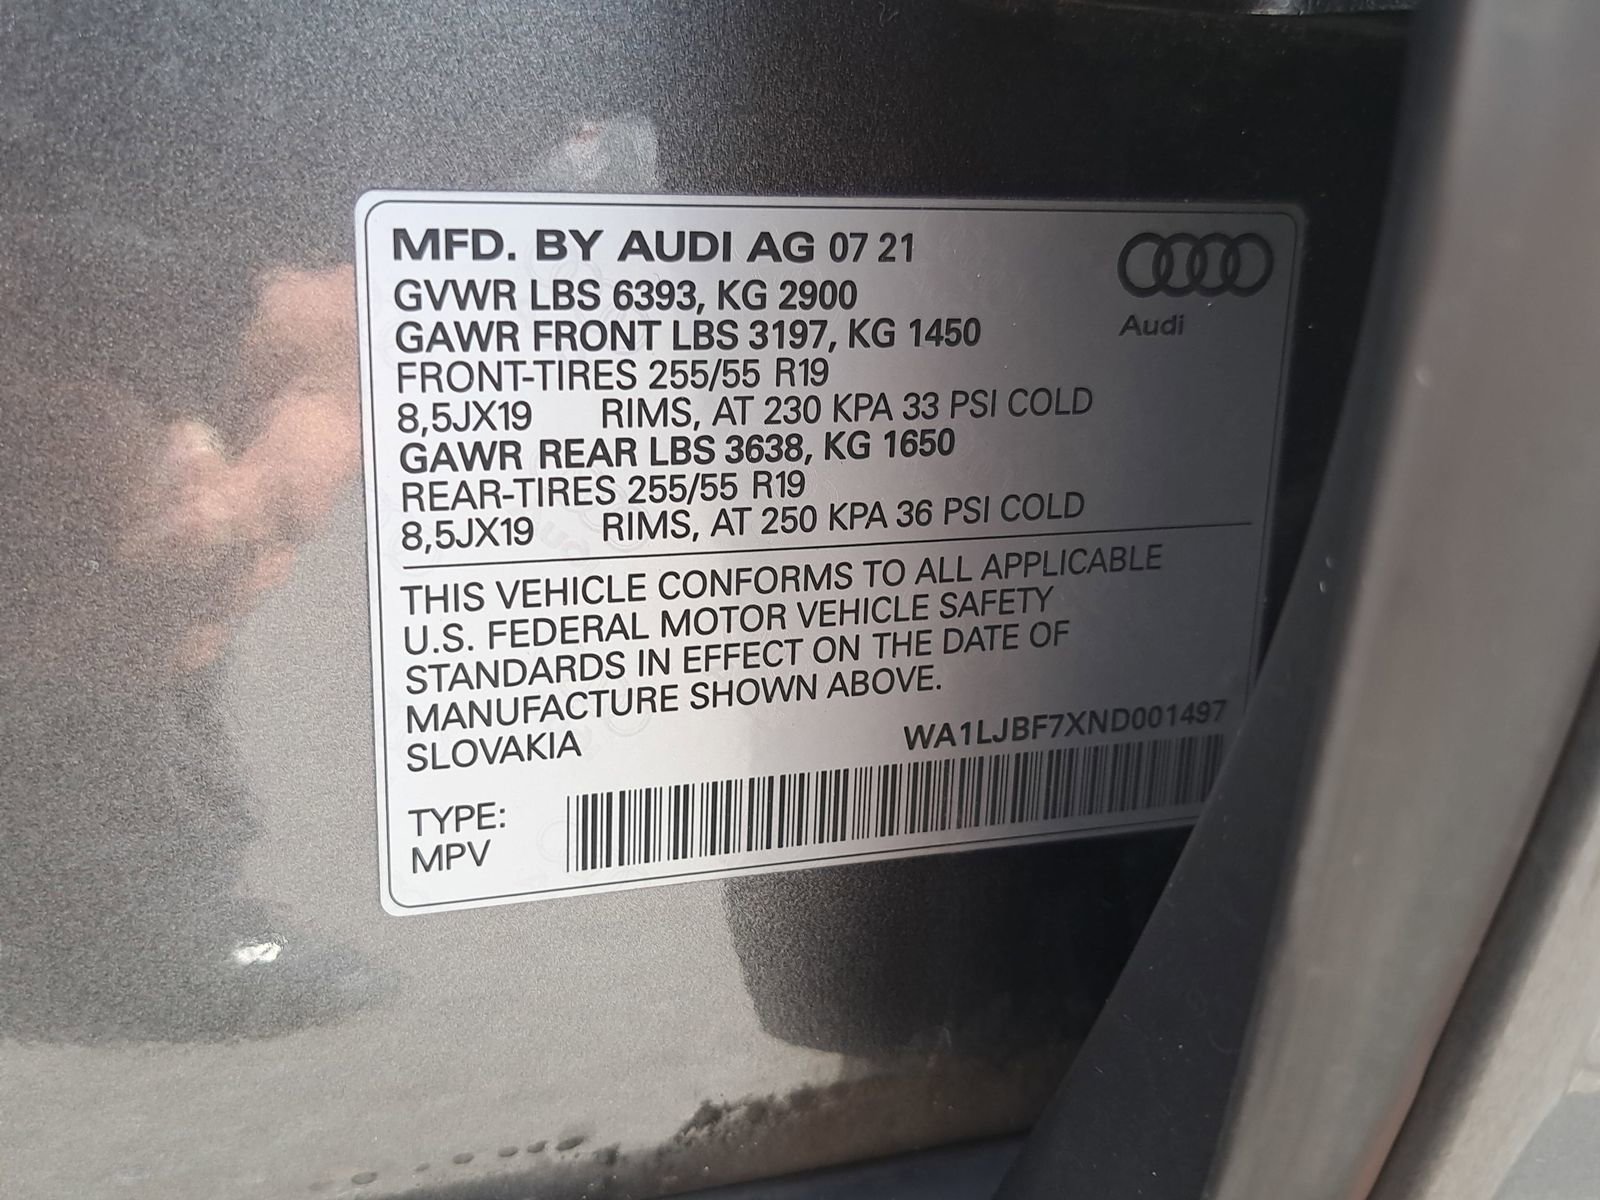 MFD. BY AUDI AG 07 21
GVWR LBS 6393, KG 2900
GAWR FRONT LBS 3197, KG 1450
FRONT-TIRES 255/55 R19
8,5JX19 RIMS, AT 230 KPA 33 PSI COLD
GAWR REAR LBS 3638, KG 1650
REAR-TIRES 255/55 R19
8,5JX19 RIMS, AT 250 KPA 36 PSI COLD
Audi
THIS VEHICLE CONFORMS TO ALL APPLICABLE
U.S. FEDERAL MOTOR VEHICLE SAFETY
STANDARDS IN EFFECT ON THE DATE OF
MANUFACTURE SHOWN ABOVE.
SLOVAKIA WA1LJBF7XND001497
TYPE:
MPV